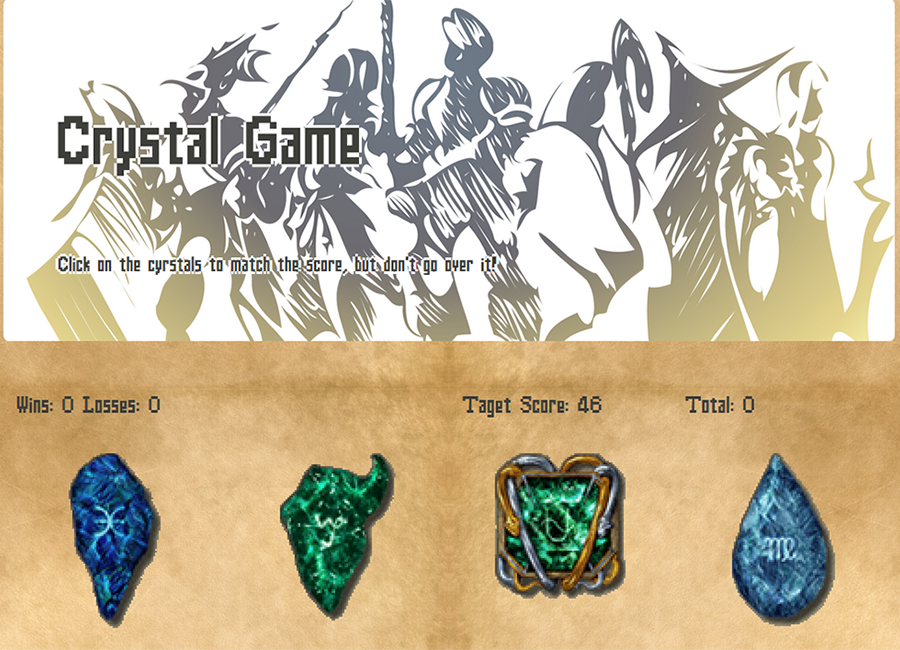 Crystal Game
Click on the cyrstals to match the score, but don't go over it!
Wins: 0 Losses: 0
Taget Score: 46
Total: 0